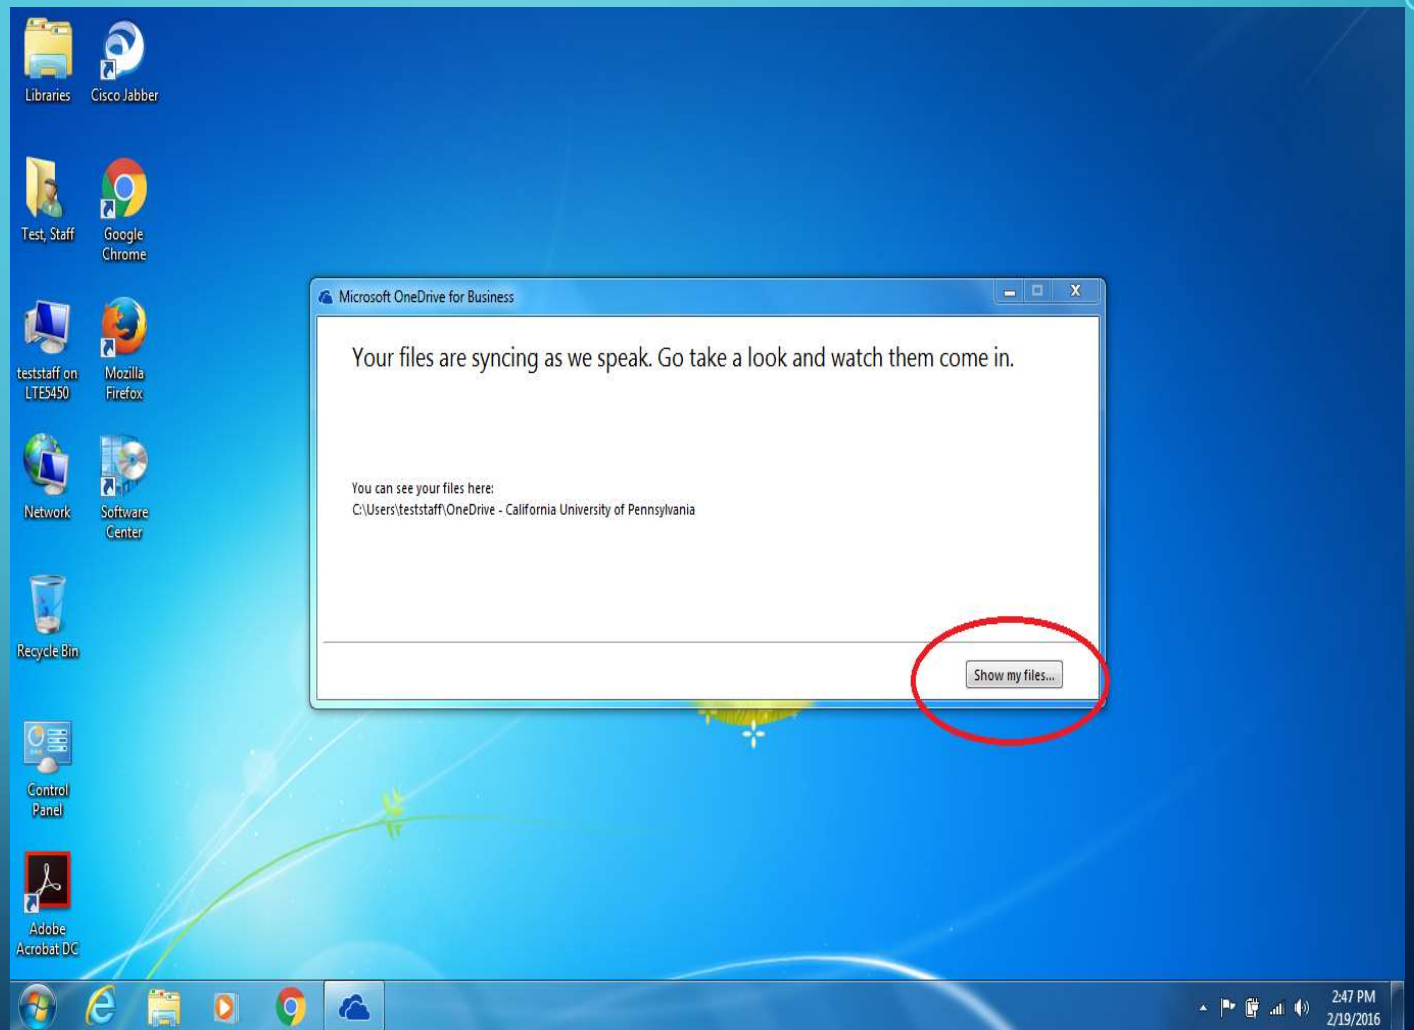 Libraries
Cisco Jabber
Test, Staff
Google
Chrome
teststaff on
LTE5450
Mozilla
Firefox
Network
Software
Center
Recycle Bin
Control
Panel
Adobe
Acrobat DC
Microsoft OneDrive for Business
Your files are syncing as we speak. Go take a look and watch them come in.
You can see your files here:
C:\Users\teststaff\OneDrive - California University of Pennsylvania
Show my files...
2:47 PM
2/19/2016